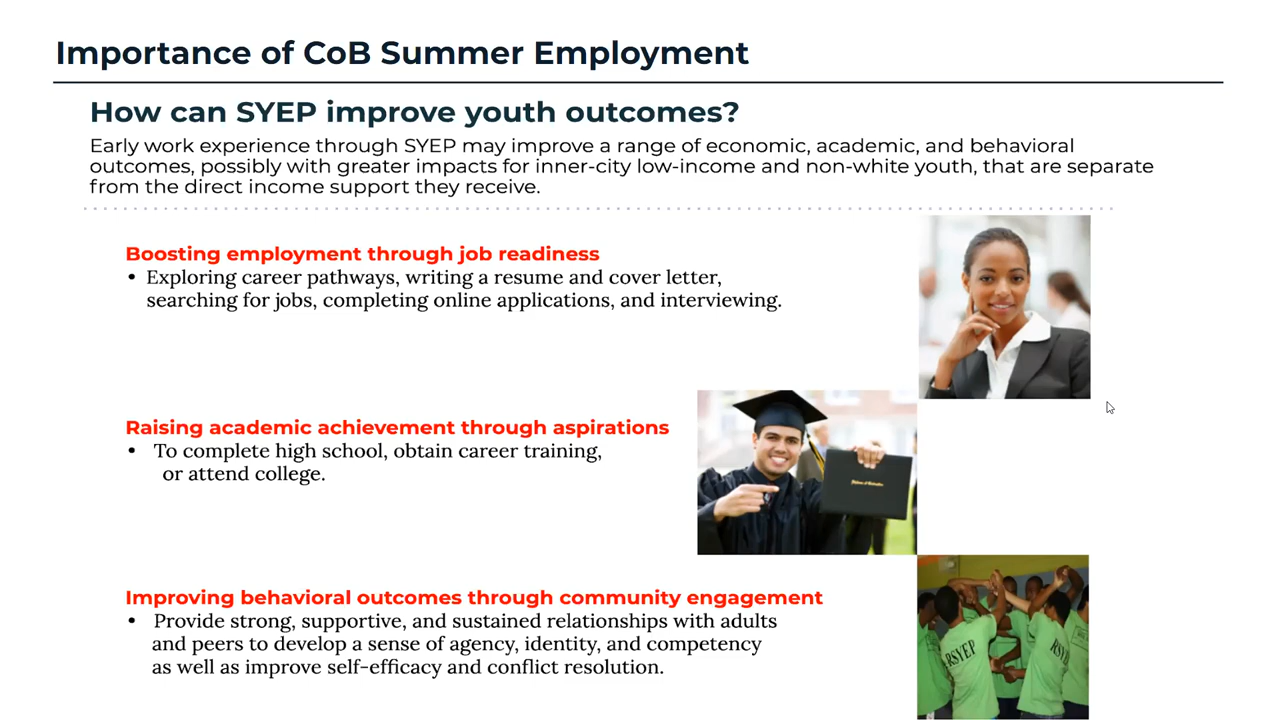 Importance of CoB Summer Employment
How can SYEP improve youth outcomes?
Early work experience through SYEP may improve a range of economic, academic, and behavioral
outcomes, possibly with greater impacts for inner-city low-income and non-white youth, that are separate
from the direct income support they receive.
Boosting employment through job readiness
• Exploring career pathways, writing a resume and cover letter,
searching for jobs, completing online applications, and interviewing.
Raising academic achievement through aspirations
• To complete high school, obtain career training,
or attend college.
Improving behavioral outcomes through community engagement
• Provide strong, supportive, and sustained relationships with adults
and peers to develop a sense of agency, identity, and competency
as well as improve self-efficacy and conflict resolution.
RSYEP